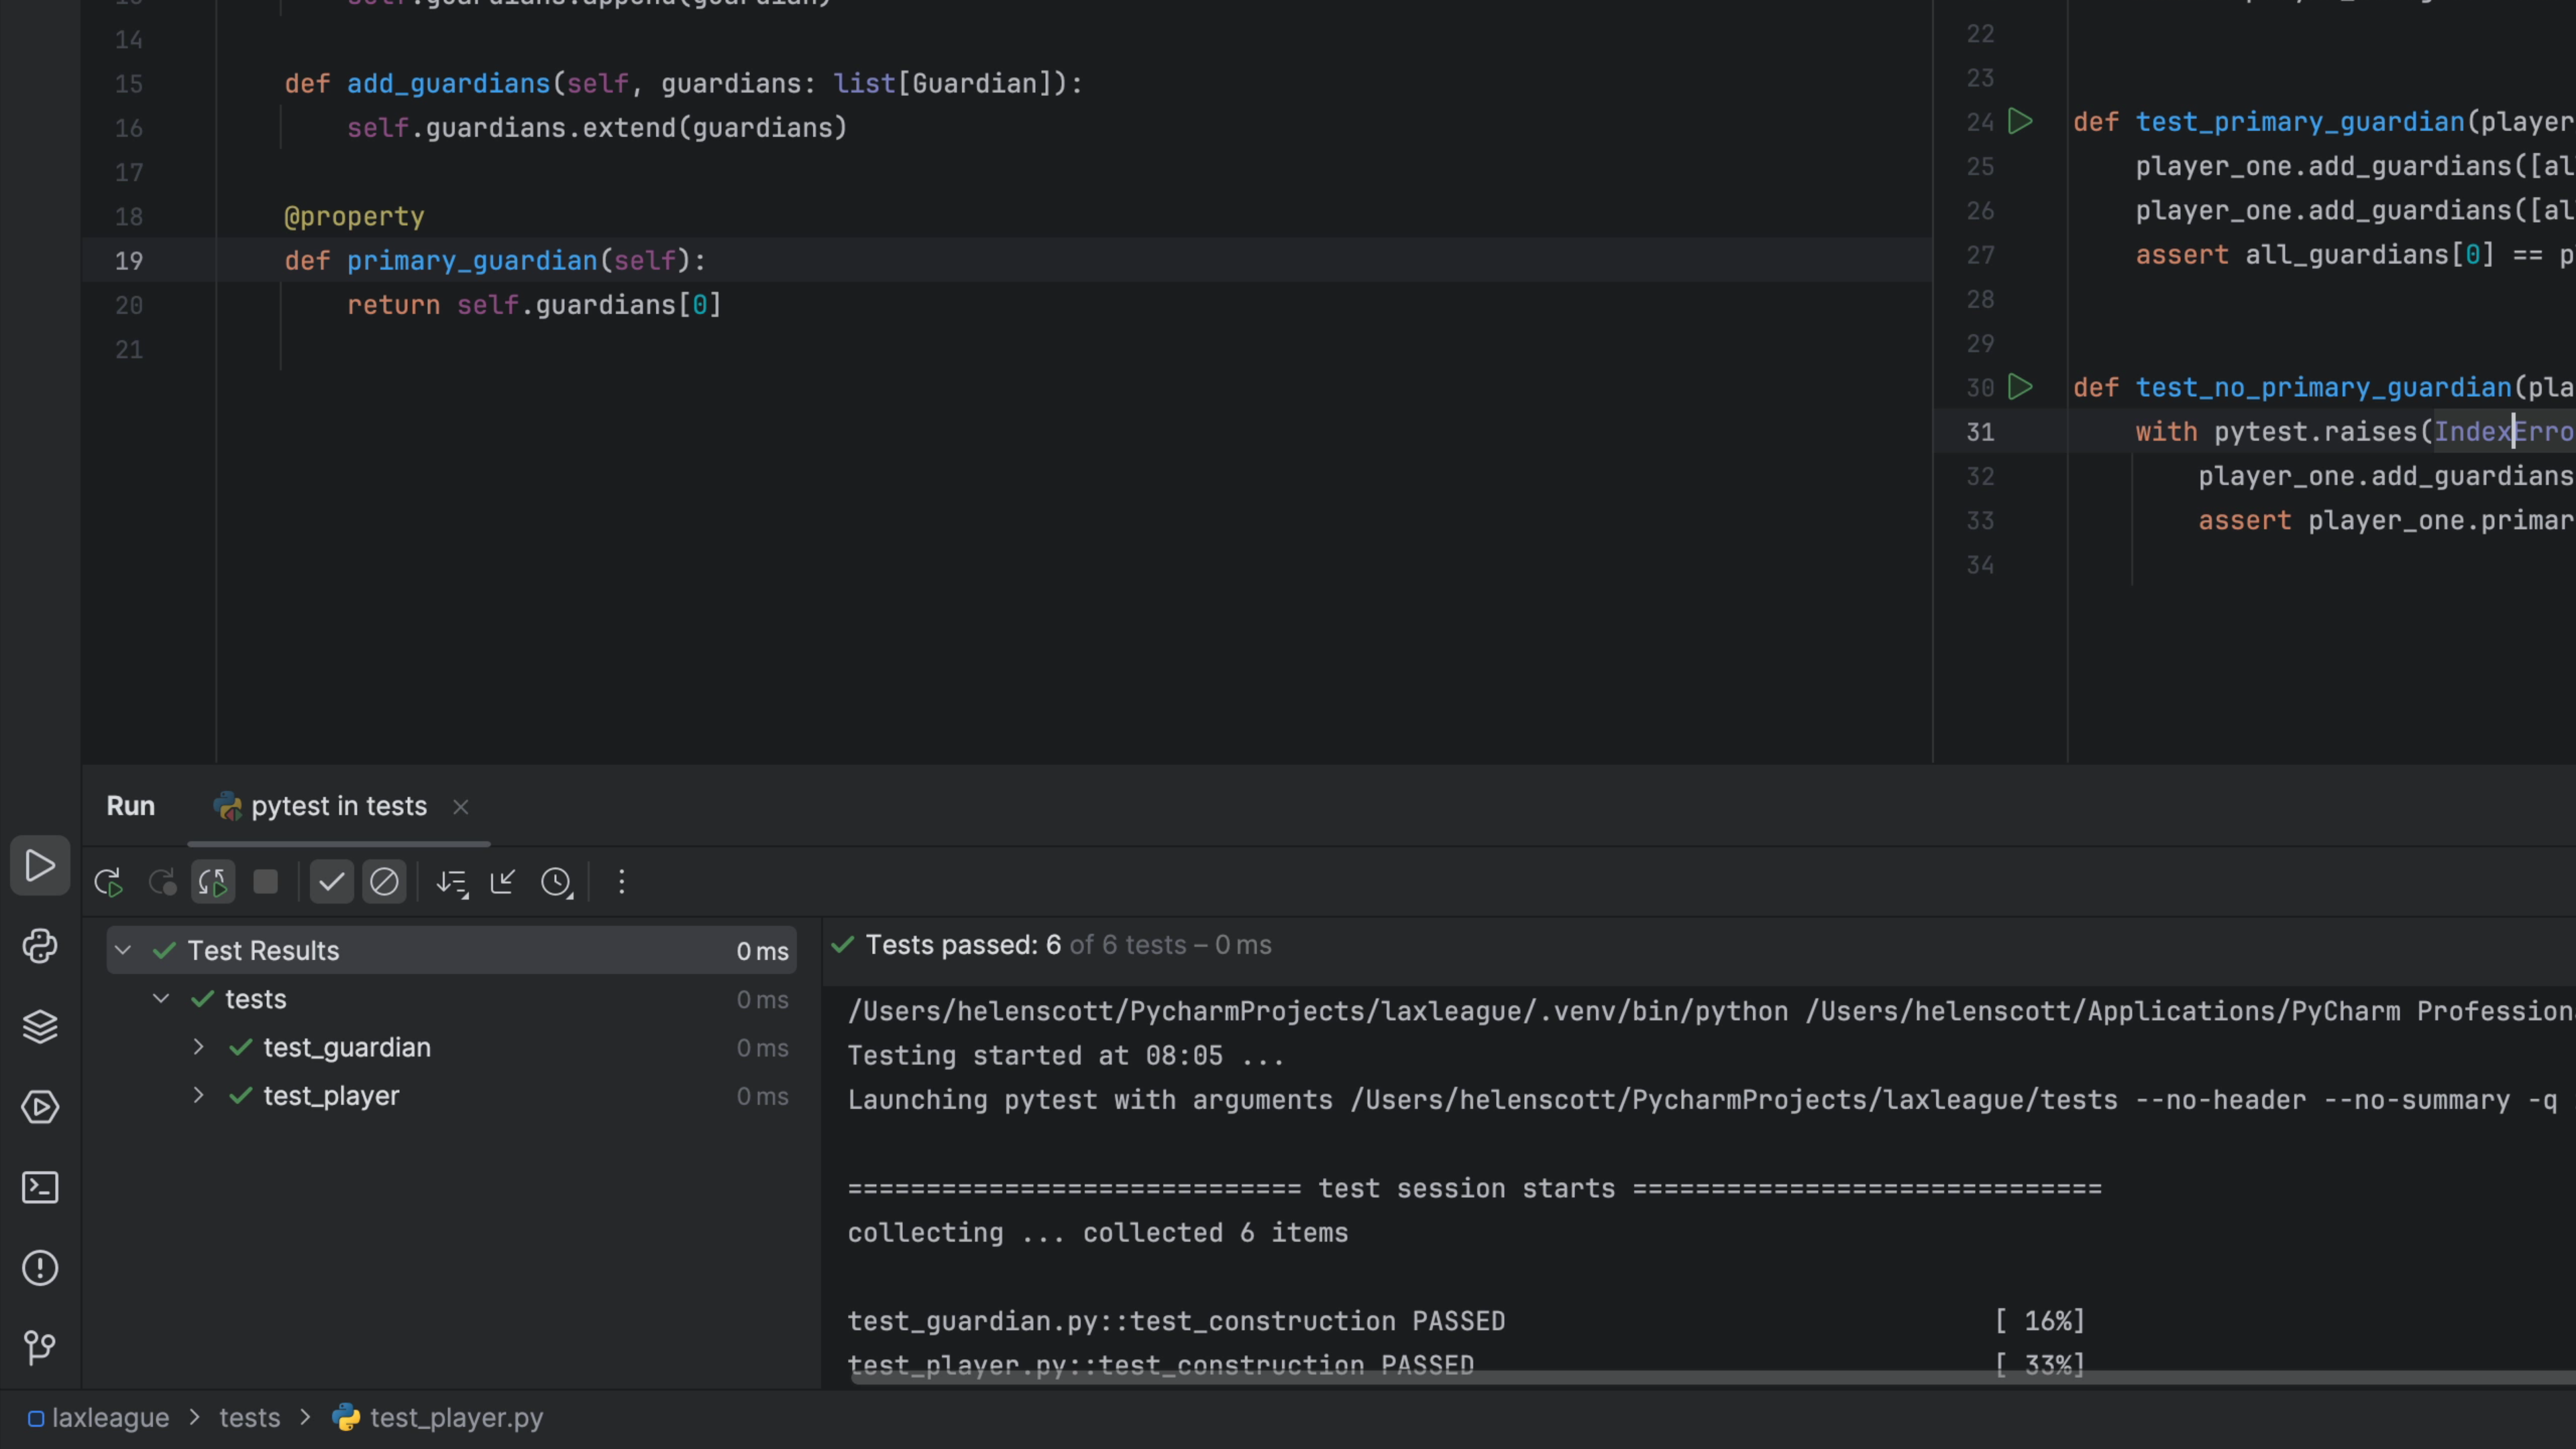 self.guardians.append(guardian)
14
15 def add_guardians(self, guardians: list[Guardian]):
16 self.guardians.extend(guardians)
17
18 @property
19 def primary_guardian(self):
20 return self.guardians[0]
21
22
23
24 def test_primary_guardian(player
25 player_one.add_guardians([al
26 player_one.add_guardians([al
27 assert all_guardians[0] == p
28
29
30 def test_no_primary_guardian(pla
31 with pytest.raises(IndexErro
32 player_one.add_guardians
33 assert player_one.primar
34
Run pytest in tests
Test Results 0 ms
tests 0 ms
test_guardian 0 ms
test_player 0 ms
Tests passed: 6 of 6 tests – 0 ms
/Users/helenscott/PycharmProjects/laxleague/.venv/bin/python /Users/helenscott/Applications/PyCharm Profession
Testing started at 08:05 ...
Launching pytest with arguments /Users/helenscott/PycharmProjects/laxleague/tests --no-header --no-summary -q
============================= test session starts ==============================
collecting ... collected 6 items
test_guardian.py::test_construction PASSED [ 16%]
test_player.py::test_construction PASSED [ 33%]
laxleague > tests > test_player.py